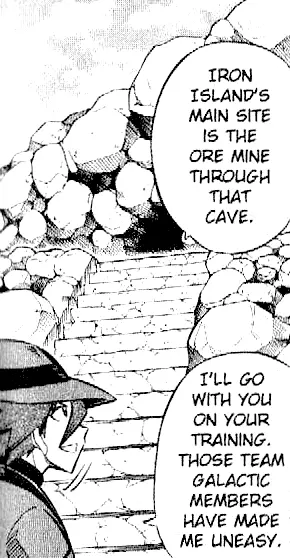 IRON
ISLAND'S
MAIN SITE
IS THE
ORE MINE
THROUGH
THAT
CAVE.
I'LL GO
WITH YOU
ON YOUR
TRAINING.
THOSE TEAM
GALACTIC
MEMBERS
HAVE MADE
ME UNEASY.